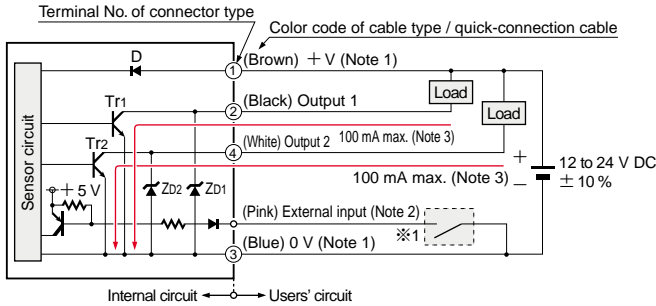 Terminal No. of connector type
Color code of cable type / quick-connection cable
D
1
(Brown) +V (Note 1)
Tr1
2
(Black) Output 1
Load
Load
Tr2
4
(White) Output 2
100 mA max. (Note 3)
100 mA max. (Note 3)
+
−
12 to 24 V DC
± 10 %
Sensor circuit
+ 5 V
ZD2
ZD1
(Pink) External input (Note 2)
※1
3
(Blue) 0 V (Note 1)
Internal circuit
Users' circuit